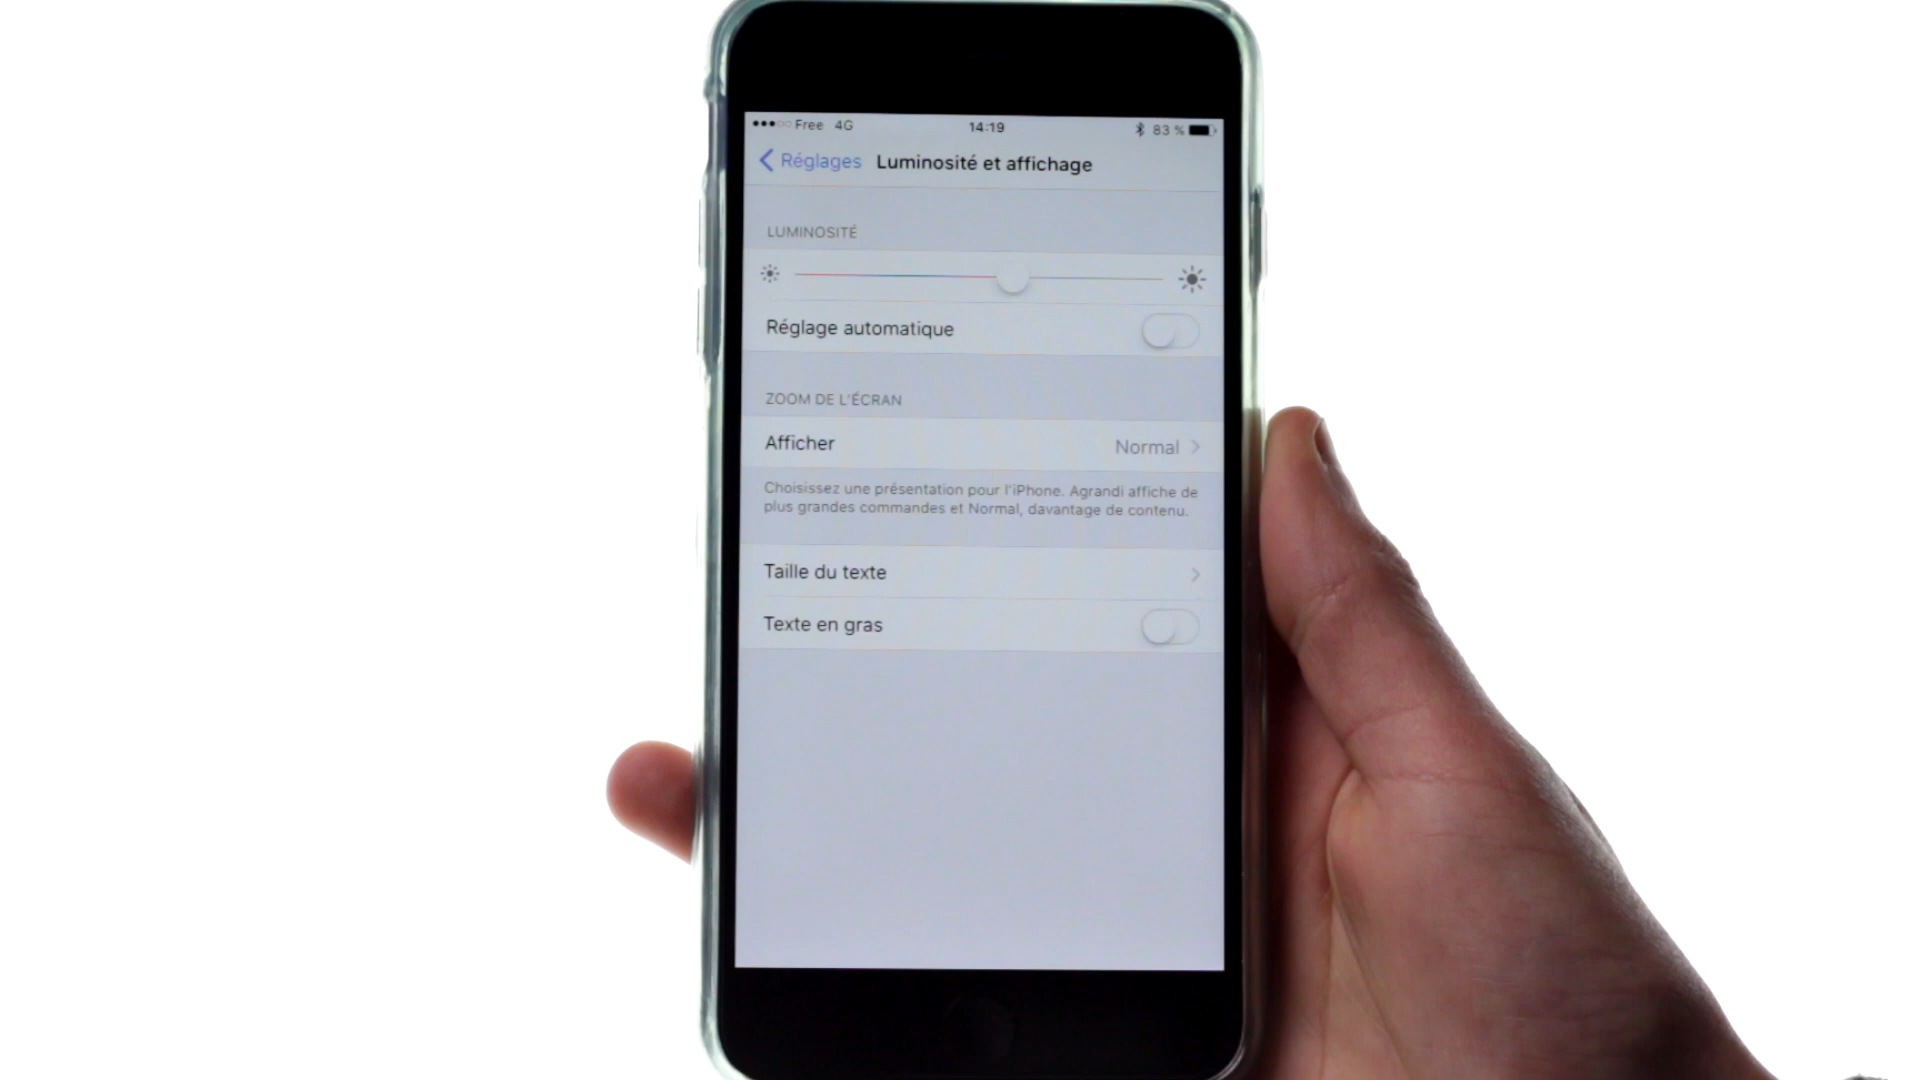 Free 4G 14:19 83 %
Réglages Luminosité et affichage
LUMINOSITÉ
Réglage automatique
ZOOM DE L'ÉCRAN
Afficher Normal
Choisissez une présentation pour l'iPhone. Agrandi affiche de
plus grandes commandes et Normal, davantage de contenu.
Taille du texte
Texte en gras